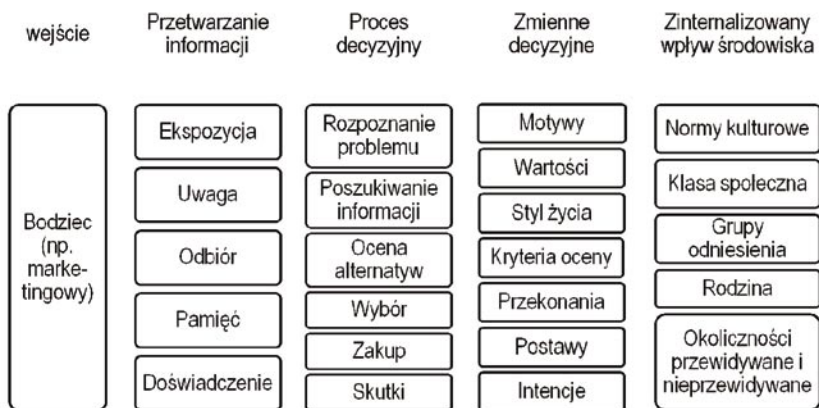 wejście
Przetwarzanie
informacji
Proces
decyzyjny
Zmienne
decyzyjne
Zinternalizowany
wpływ środowiska
Bodziec
(np.
marke-
tingowy)
Ekspozycja
Uwaga
Odbiór
Pamięć
Doświadczenie
Rozpoznanie
problemu
Poszukiwanie
informacji
Ocena
alternatyw
Wybór
Zakup
Skutki
Motywy
Wartości
Styl życia
Kryteria oceny
Przekonania
Postawy
Intencje
Normy kulturowe
Klasa społeczna
Grupy
odniesienia
Rodzina
Okoliczności
przewidywane i
nieprzewidywane